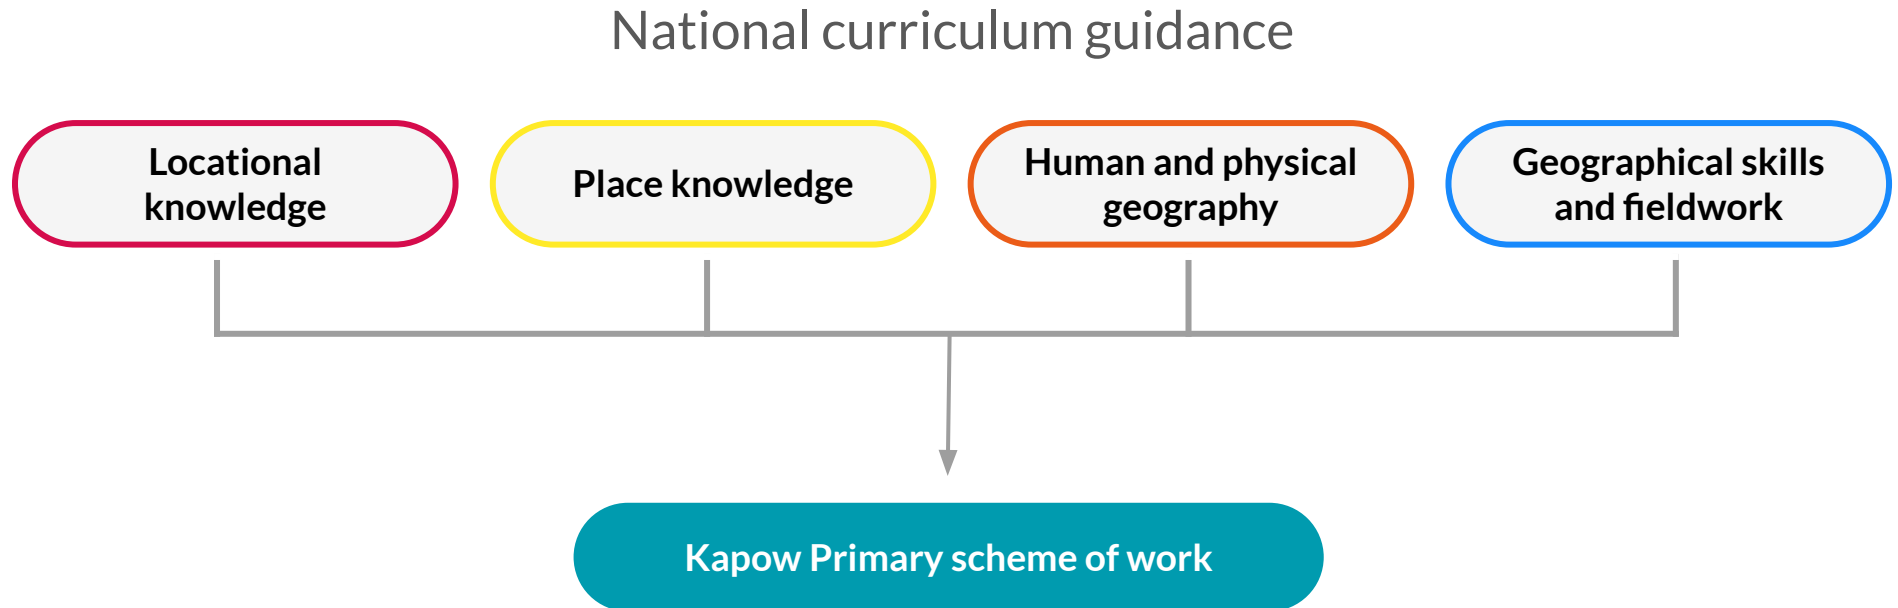 National curriculum guidance
Locational
knowledge
Place knowledge
Human and physical
geography
Geographical skills
and fieldwork
Kapow Primary scheme of work